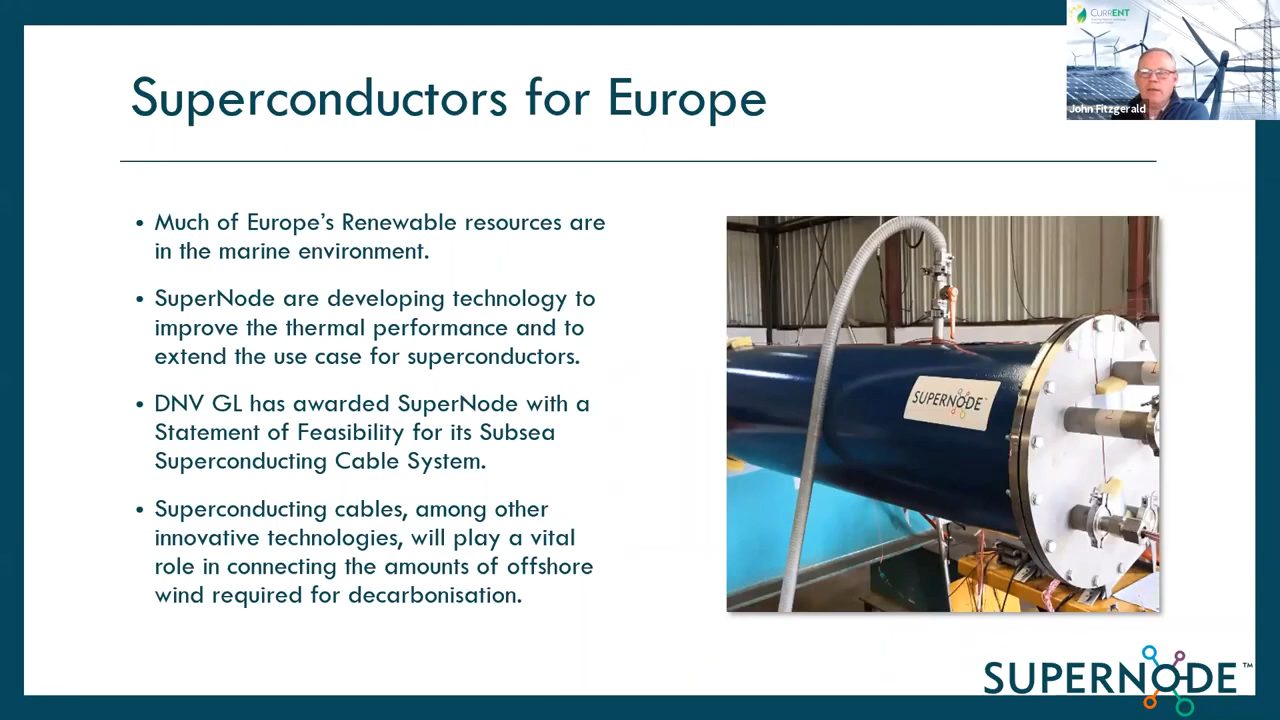 CURRENT
John Fitzgerald
Superconductors for Europe
• Much of Europe’s Renewable resources are
in the marine environment.
• SuperNode are developing technology to
improve the thermal performance and to
extend the use case for superconductors.
• DNV GL has awarded SuperNode with a
Statement of Feasibility for its Subsea
Superconducting Cable System.
• Superconducting cables, among other
innovative technologies, will play a vital
role in connecting the amounts of offshore
wind required for decarbonisation.
SUPERNODE™
SUPERNODE™